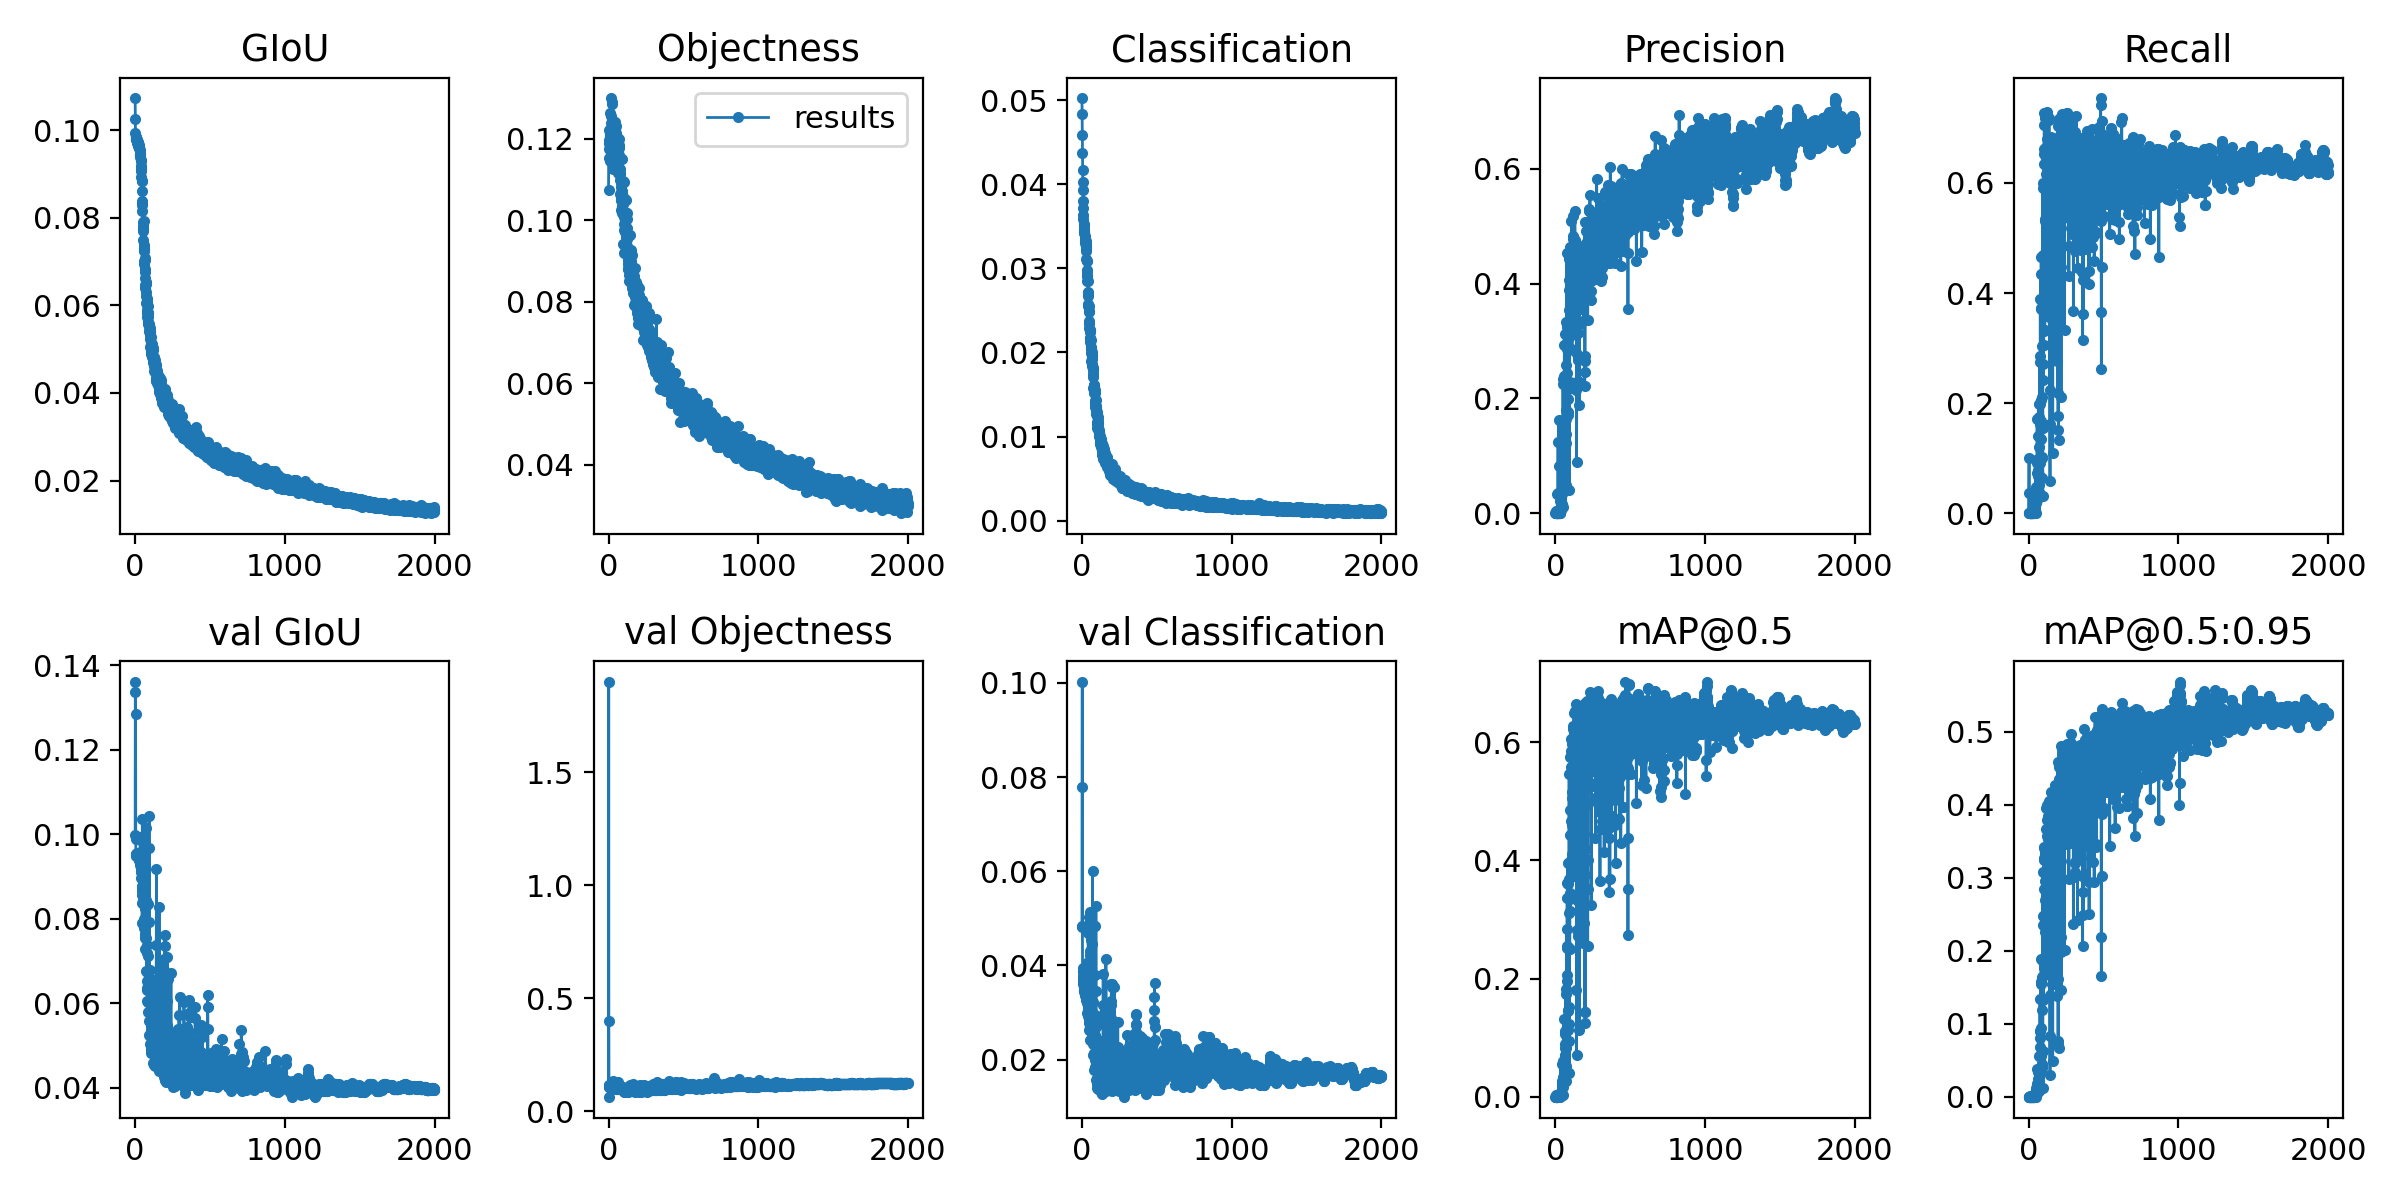 GIoU
0.10
0.08
0.06
0.04
0.02
0 1000 2000
Objectness
results
0.12
0.10
0.08
0.06
0.04
0 1000 2000
Classification
0.05
0.04
0.03
0.02
0.01
0.00
0 1000 2000
Precision
0.6
0.4
0.2
0.0
0 1000 2000
Recall
0.6
0.4
0.2
0.0
0 1000 2000
val GIoU
0.14
0.12
0.10
0.08
0.06
0.04
0 1000 2000
val Objectness
1.5
1.0
0.5
0.0
0 1000 2000
val Classification
0.10
0.08
0.06
0.04
0.02
0 1000 2000
mAP@0.5
0.6
0.4
0.2
0.0
0 1000 2000
mAP@0.5:0.95
0.5
0.4
0.3
0.2
0.1
0.0
0 1000 2000